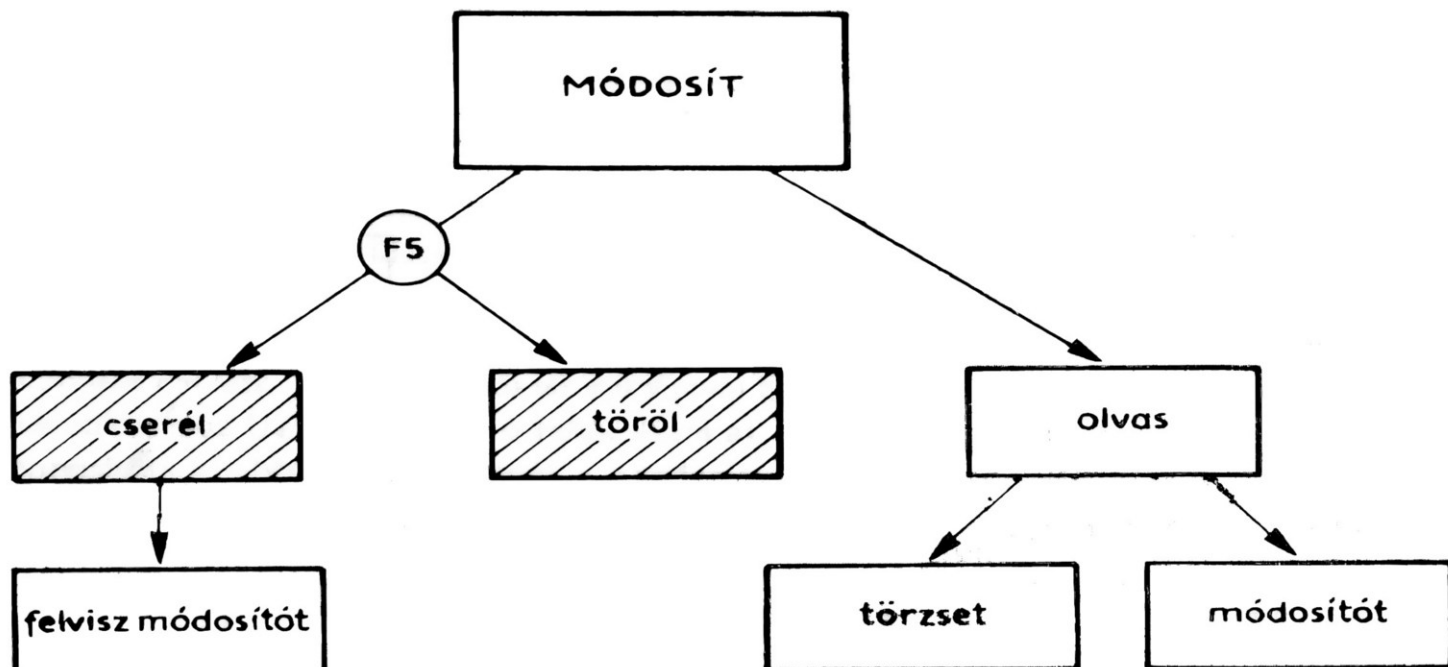 MÓDOSÍT
F5
cserél
töröl
olvas
felvisz módosítót
törzset
módosítót